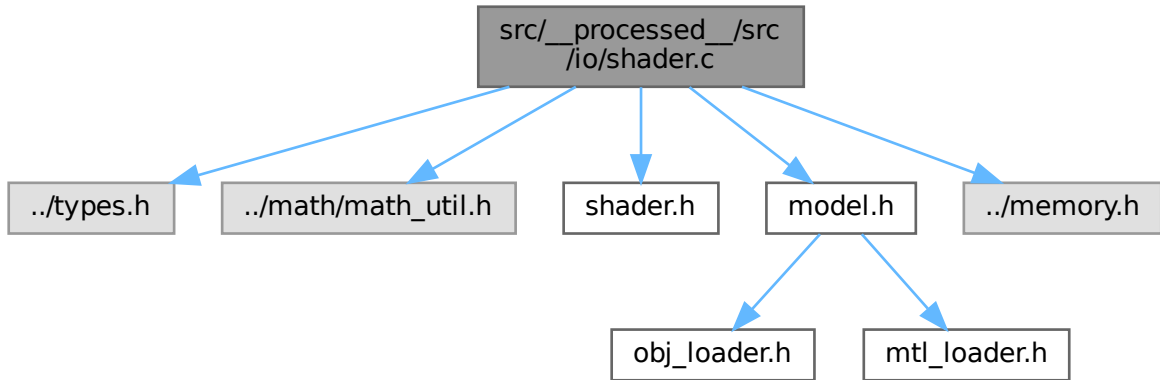 src/__processed__/src
/io/shader.c
../types.h
../math/math_util.h
shader.h
model.h
../memory.h
obj_loader.h
mtl_loader.h